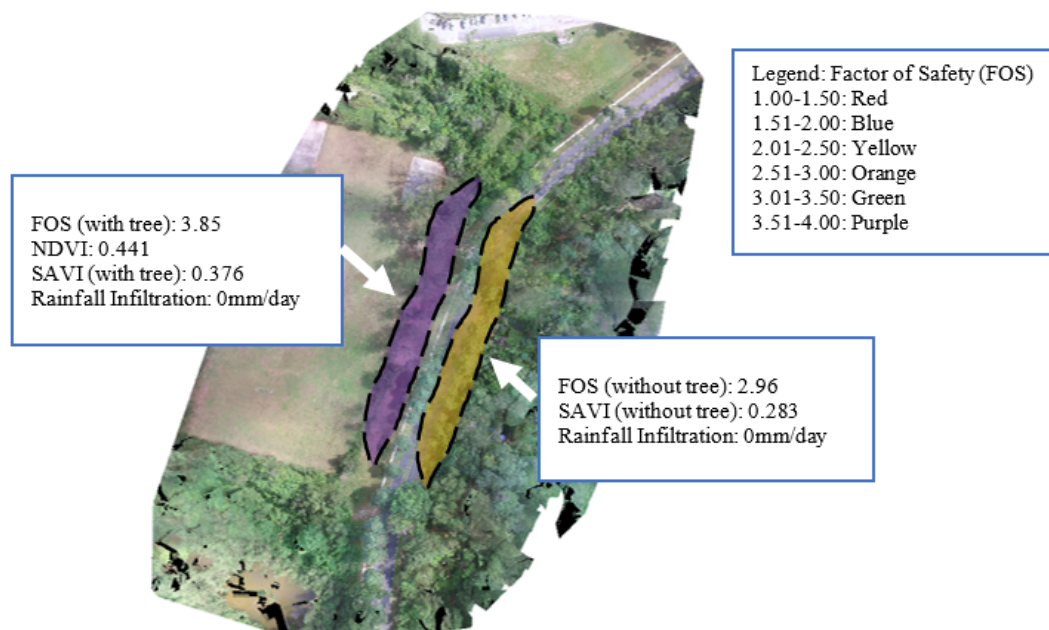 Legend: Factor of Safety (FOS)
1.00-1.50: Red
1.51-2.00: Blue
2.01-2.50: Yellow
2.51-3.00: Orange
3.01-3.50: Green
3.51-4.00: Purple
FOS (with tree): 3.85
NDVI: 0.441
SAVI (with tree): 0.376
Rainfall Infiltration: 0mm/day
FOS (without tree): 2.96
SAVI (without tree): 0.283
Rainfall Infiltration: 0mm/day